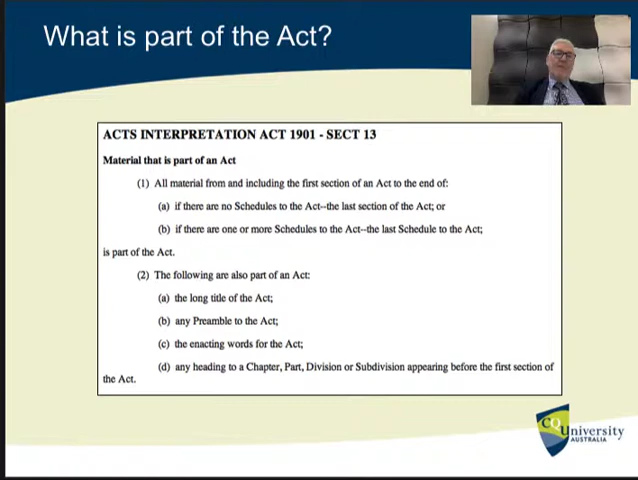 What is part of the Act?
ACTS INTERPRETATION ACT 1901 - SECT 13
Material that is part of an Act
(1) All material from and including the first section of an Act to the end of:
(a) if there are no Schedules to the Act--the last section of the Act; or
(b) if there are one or more Schedules to the Act--the last Schedule to the Act;
is part of the Act.
(2) The following are also part of an Act:
(a) the long title of the Act;
(b) any Preamble to the Act;
(c) the enacting words for the Act;
(d) any heading to a Chapter, Part, Division or Subdivision appearing before the first section of
the Act.
CQUniversity
AUSTRALIA